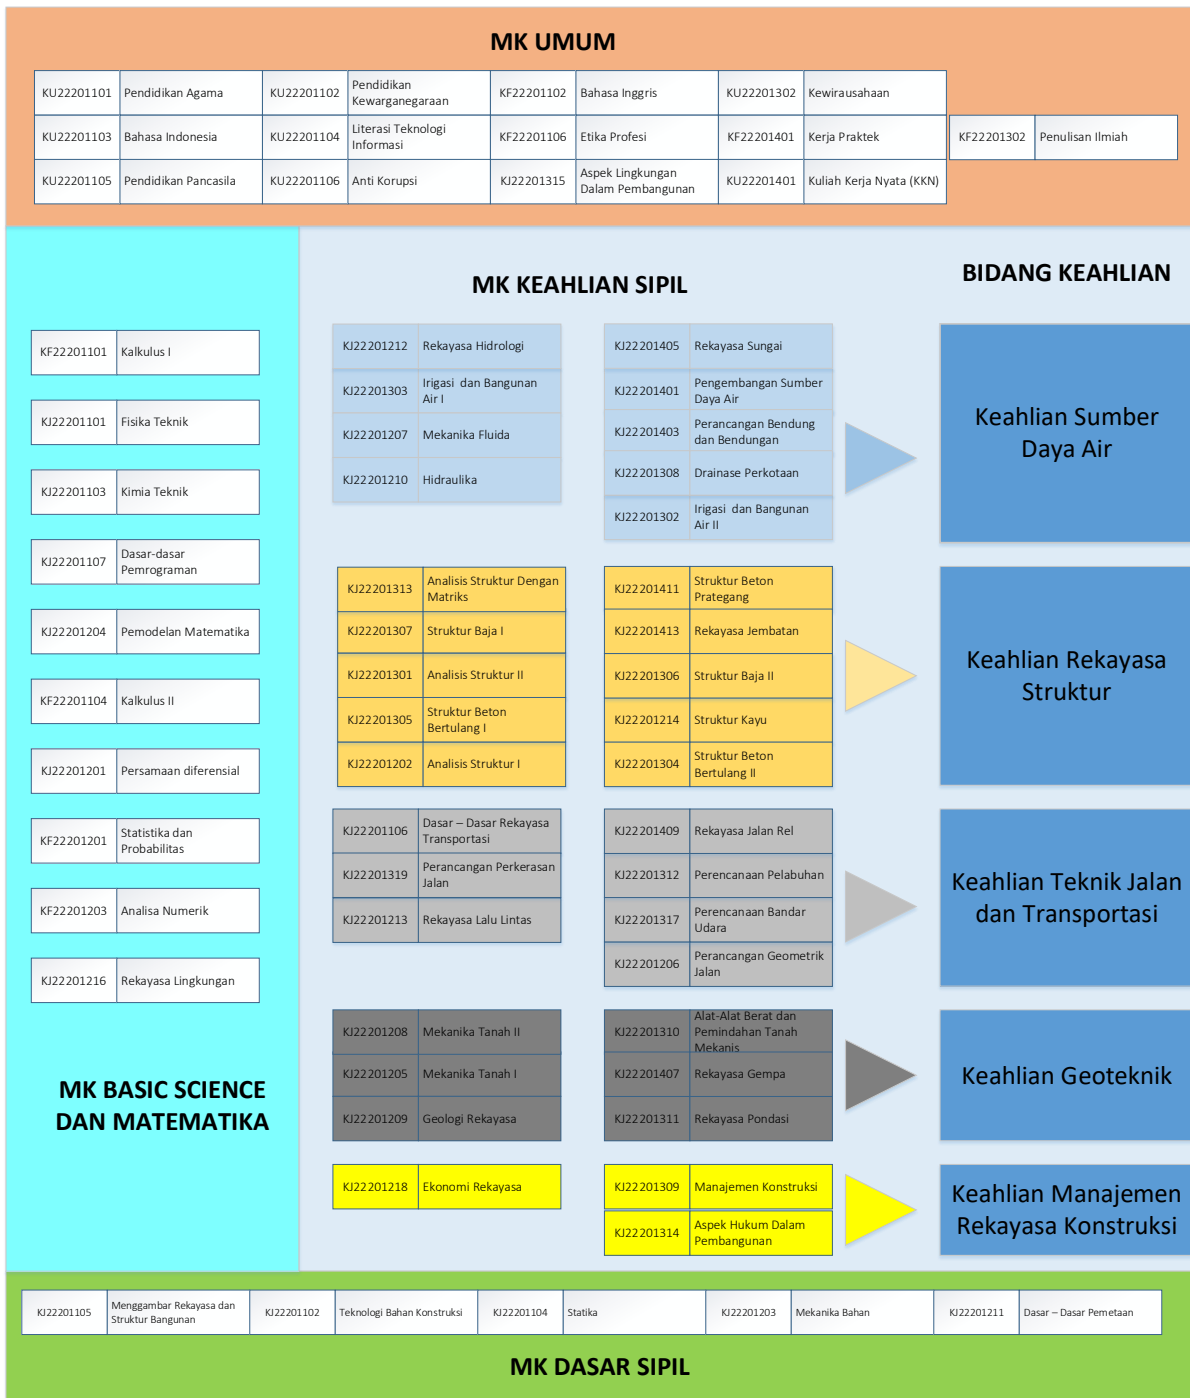 MK UMUM
KU22201101 Pendidikan Agama KU22201102 Pendidikan Kewarganegaraan KF22201102 Bahasa Inggris KU22201302 Kewirausahaan
KU22201103 Bahasa Indonesia KU22201104 Literasi Teknologi Informasi KF22201106 Etika Profesi KF22201401 Kerja Praktek KF22201302 Penulisan Ilmiah
KU22201105 Pendidikan Pancasila KU22201106 Anti Korupsi KJ22201315 Aspek Lingkungan Dalam Pembangunan KU22201401 Kuliah Kerja Nyata (KKN)
KF22201101 Kalkulus I
KJ22201101 Fisika Teknik
KJ22201103 Kimia Teknik
KJ22201107 Dasar-dasar Pemrograman
KJ22201204 Pemodelan Matematika
KF22201104 Kalkulus II
KJ22201201 Persamaan diferensial
KF22201201 Statistika dan Probabilitas
KF22201203 Analisa Numerik
KJ22201216 Rekayasa Lingkungan
MK BASIC SCIENCE
DAN MATEMATIKA
MK KEAHLIAN SIPIL
BIDANG KEAHLIAN
KJ22201212 Rekayasa Hidrologi
KJ22201303 Irigasi dan Bangunan Air I
KJ22201207 Mekanika Fluida
KJ22201210 Hidraulika
KJ22201405 Rekayasa Sungai
KJ22201401 Pengembangan Sumber Daya Air
KJ22201403 Perancangan Bendung dan Bendungan
KJ22201308 Drainase Perkotaan
KJ22201302 Irigasi dan Bangunan Air II
Keahlian Sumber
Daya Air
KJ22201313 Analisis Struktur Dengan Matriks
KJ22201307 Struktur Baja I
KJ22201301 Analisis Struktur II
KJ22201305 Struktur Beton Bertulang I
KJ22201202 Analisis Struktur I
KJ22201411 Struktur Beton Prategang
KJ22201413 Rekayasa Jembatan
KJ22201306 Struktur Baja II
KJ22201214 Struktur Kayu
KJ22201304 Struktur Beton Bertulang II
Keahlian Rekayasa
Struktur
KJ22201106 Dasar – Dasar Rekayasa Transportasi
KJ22201319 Perancangan Perkerasan Jalan
KJ22201213 Rekayasa Lalu Lintas
KJ22201409 Rekayasa Jalan Rel
KJ22201312 Perencanaan Pelabuhan
KJ22201317 Perencanaan Bandar Udara
KJ22201206 Perancangan Geometrik Jalan
Keahlian Teknik Jalan
dan Transportasi
KJ22201208 Mekanika Tanah II
KJ22201205 Mekanika Tanah I
KJ22201209 Geologi Rekayasa
KJ22201310 Alat-Alat Berat dan Pemindahan Tanah Mekanis
KJ22201407 Rekayasa Gempa
KJ22201311 Rekayasa Pondasi
Keahlian Geoteknik
KJ22201218 Ekonomi Rekayasa
KJ22201309 Manajemen Konstruksi
KJ22201314 Aspek Hukum Dalam Pembangunan
Keahlian Manajemen
Rekayasa Konstruksi
KJ22201105 Menggambar Rekayasa dan Struktur Bangunan KJ22201102 Teknologi Bahan Konstruksi KJ22201104 Statika KJ22201203 Mekanika Bahan KJ22201211 Dasar – Dasar Pemetaan
MK DASAR SIPIL